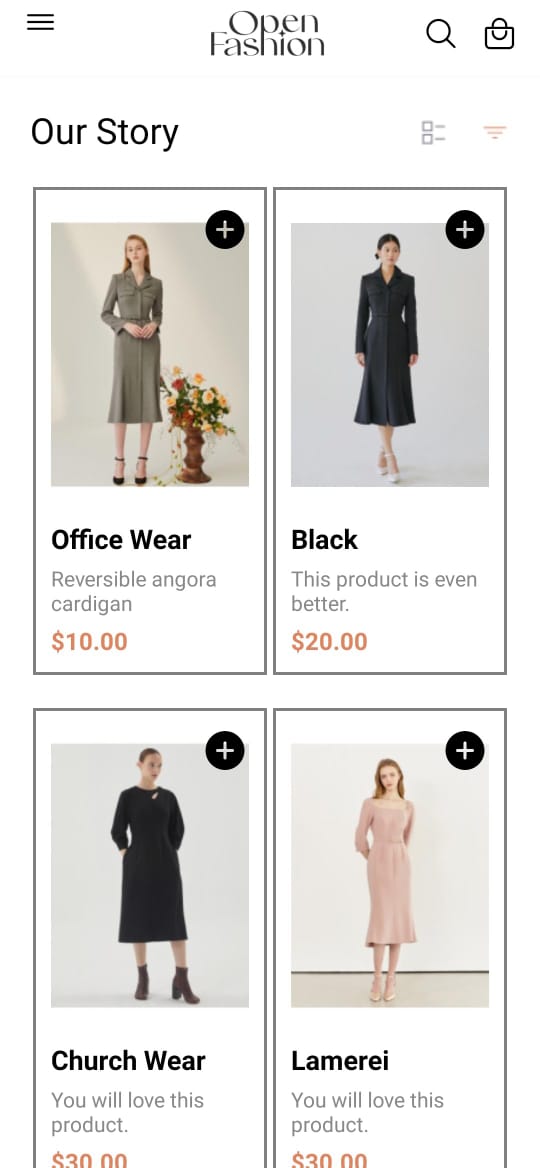 Open
Fashion
Our Story
Office Wear
Reversible angora
cardigan
$10.00
Black
This product is even
better.
$20.00
Church Wear
You will love this
product.
$30.00
Lamerei
You will love this
product.
$30.00